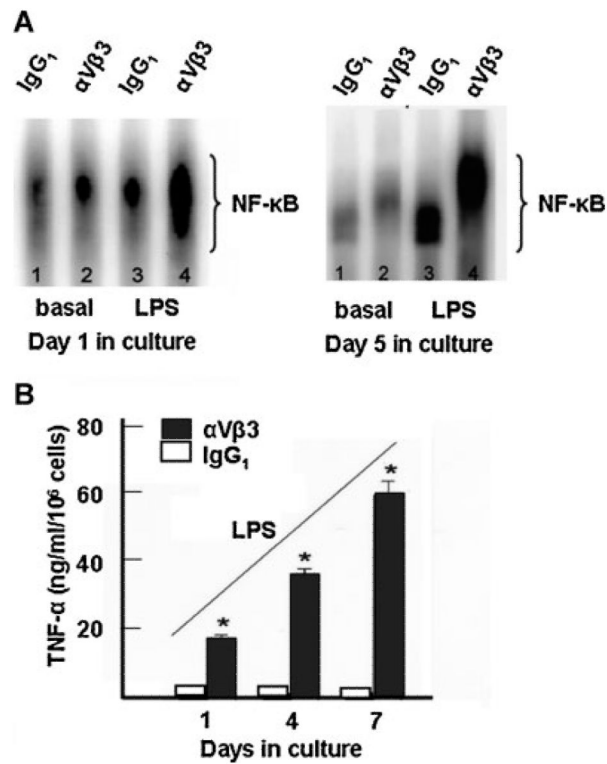 A
IgG₁ αVβ3 IgG₁ αVβ3
IgG₁ αVβ3 IgG₁ αVβ3
NF-κB
NF-κB
1 2 3 4
1 2 3 4
basal LPS
basal LPS
Day 1 in culture
Day 5 in culture
B
TNF-α (ng/ml/10⁶ cells)
80
60
40
20
αVβ3
IgG₁
LPS
* * *
1 4 7
Days in culture